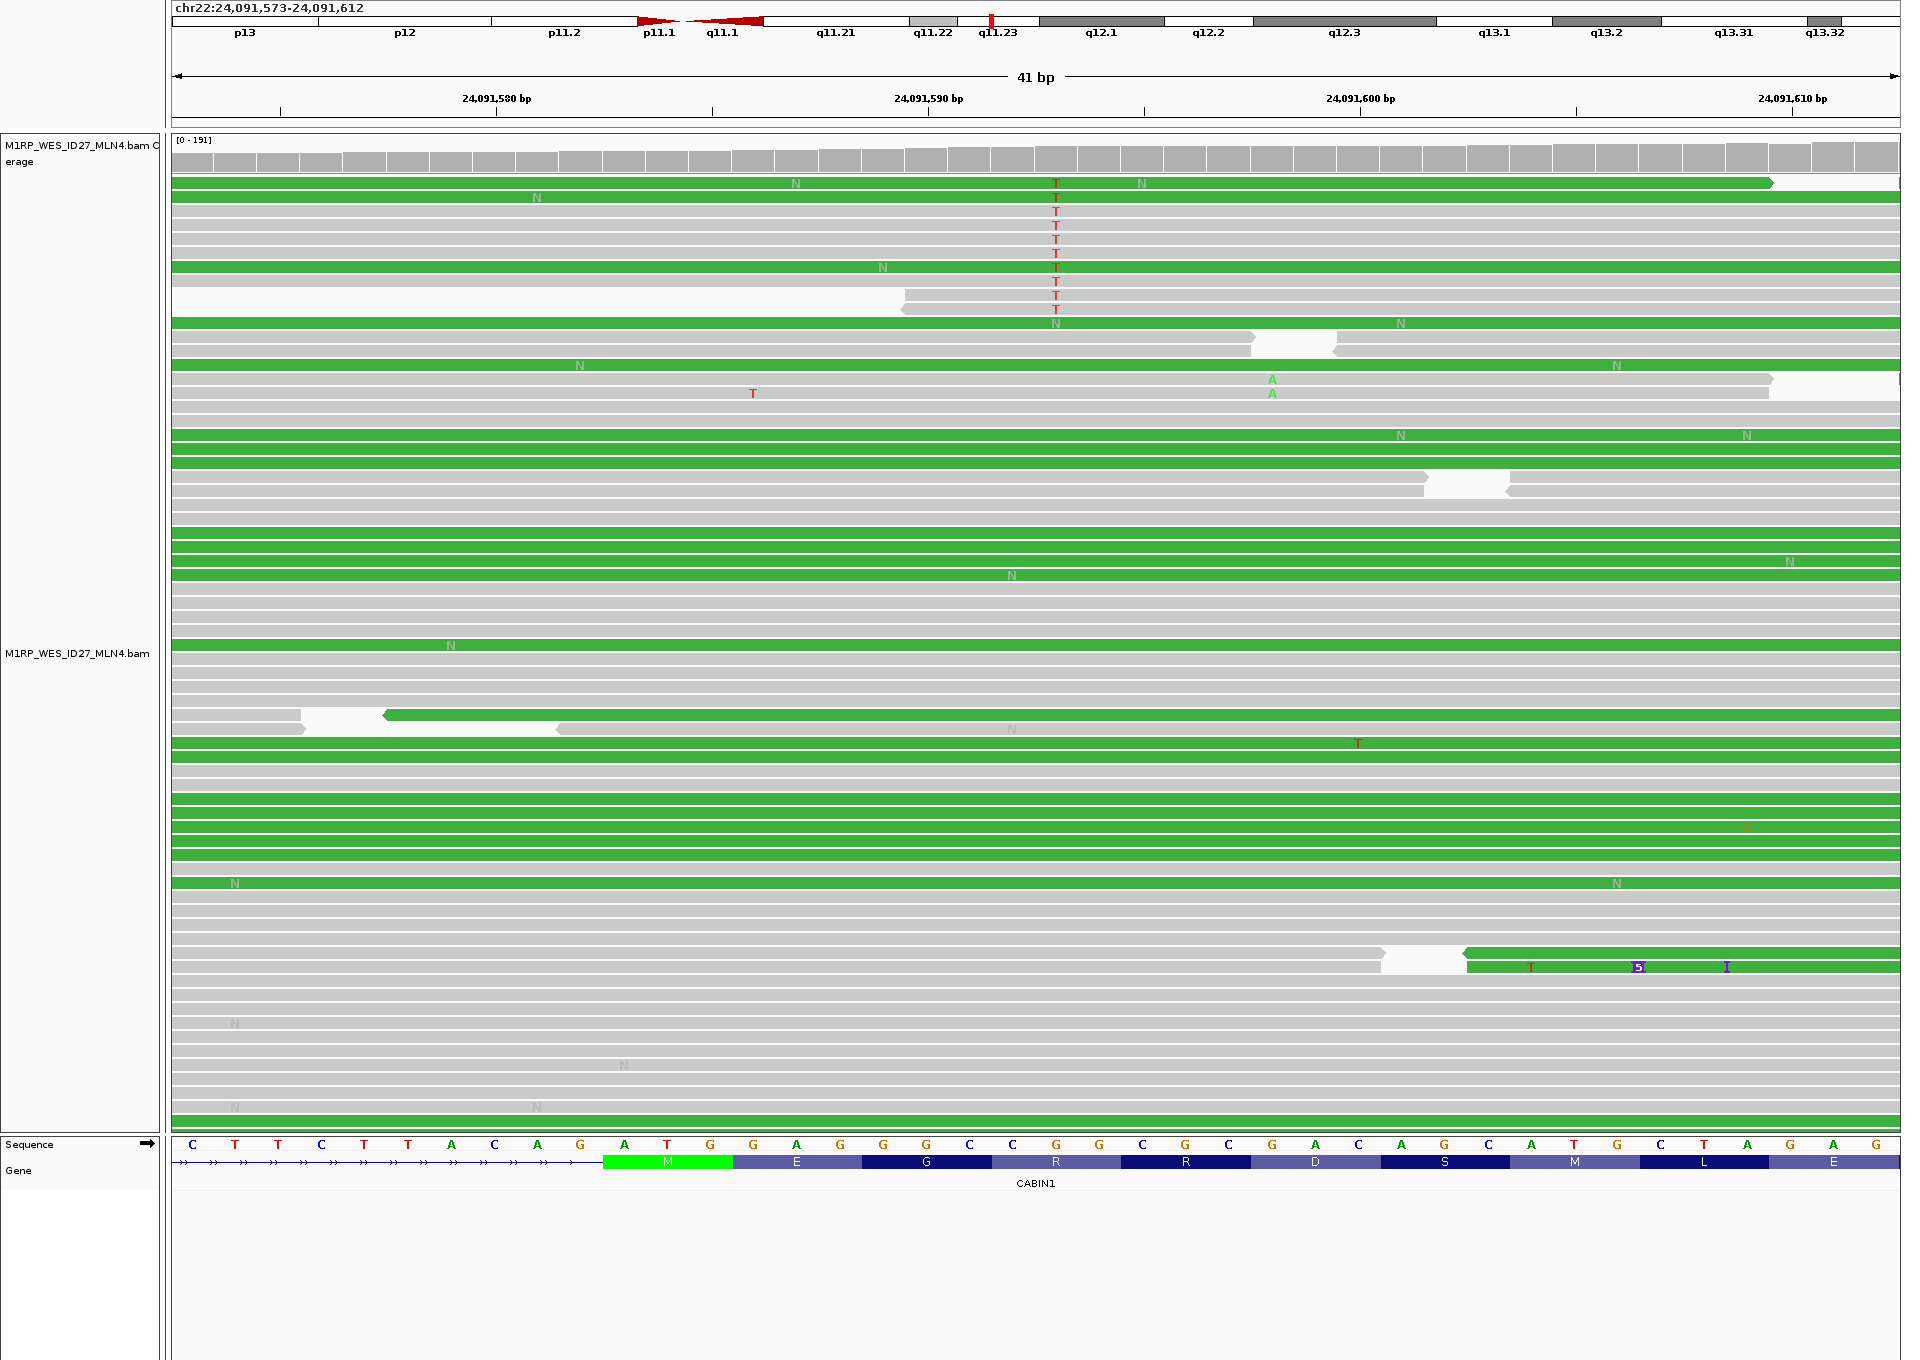 chr22:24,091,573-24,091,612
p13 p12 p11.2 p11.1 q11.1 q11.21 q11.22 q11.23 q12.1 q12.2 q12.3 q13.1 q13.2 q13.31 q13.32
41 bp
24,091,580 bp 24,091,590 bp 24,091,600 bp 24,091,610 bp
M1RP_WES_ID27_MLN4.bam C
erage
[0 - 191]
N T N
N T
T
T
T
T
N T
T
T
T
N N
N N
A
T A
N N
N
N
N
M1RP_WES_ID27_MLN4.bam
N
T
N N
T 5 I
N
N
N N
Sequence C T T C T T A C A G A T G G A G G G C C G G C G C G A C A G C A T G C T A G A G
Gene M E G R R D S M L E
CABIN1